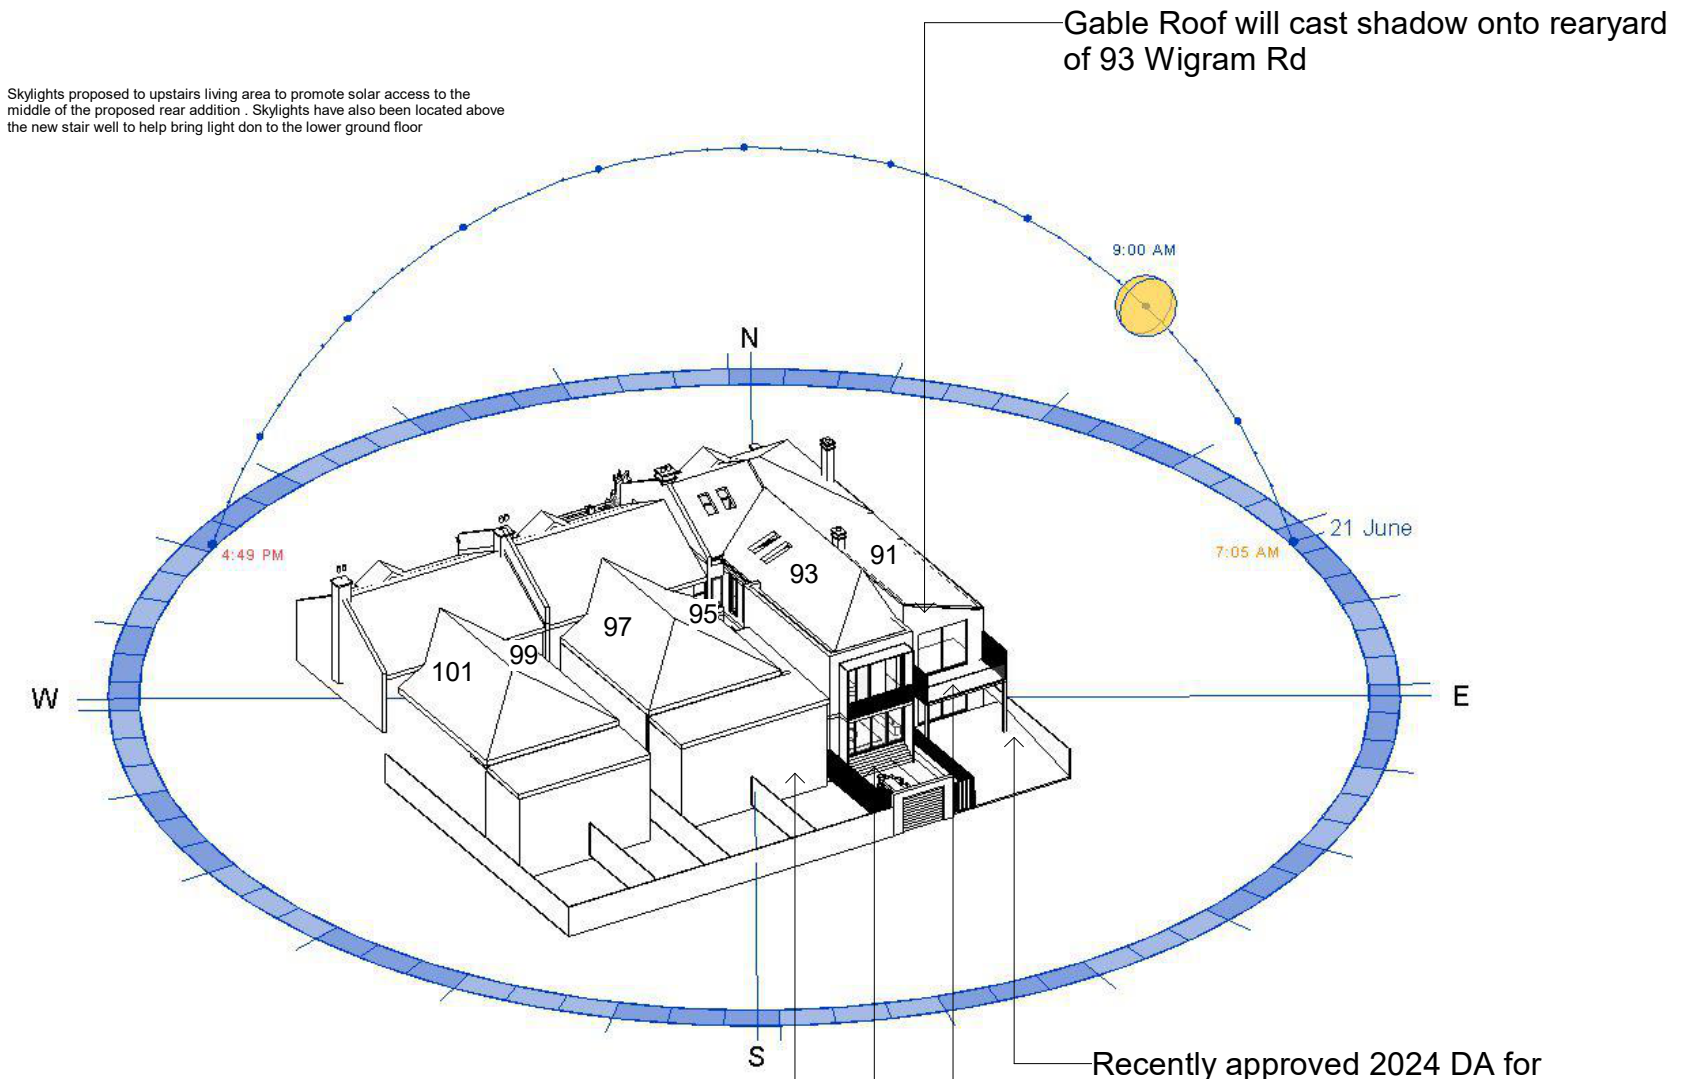 Gable Roof will cast shadow onto rearyard
of 93 Wigram Rd
Skylights proposed to upstairs living area to promote solar access to the
middle of the proposed rear addition . Skylights have also been located above
the new stair well to help bring light don to the lower ground floor
9:00 AM
N
21 June
4:49 PM
7:05 AM
91
93
95
97
99
101
W
E
S
Recently approved 2024 DA for